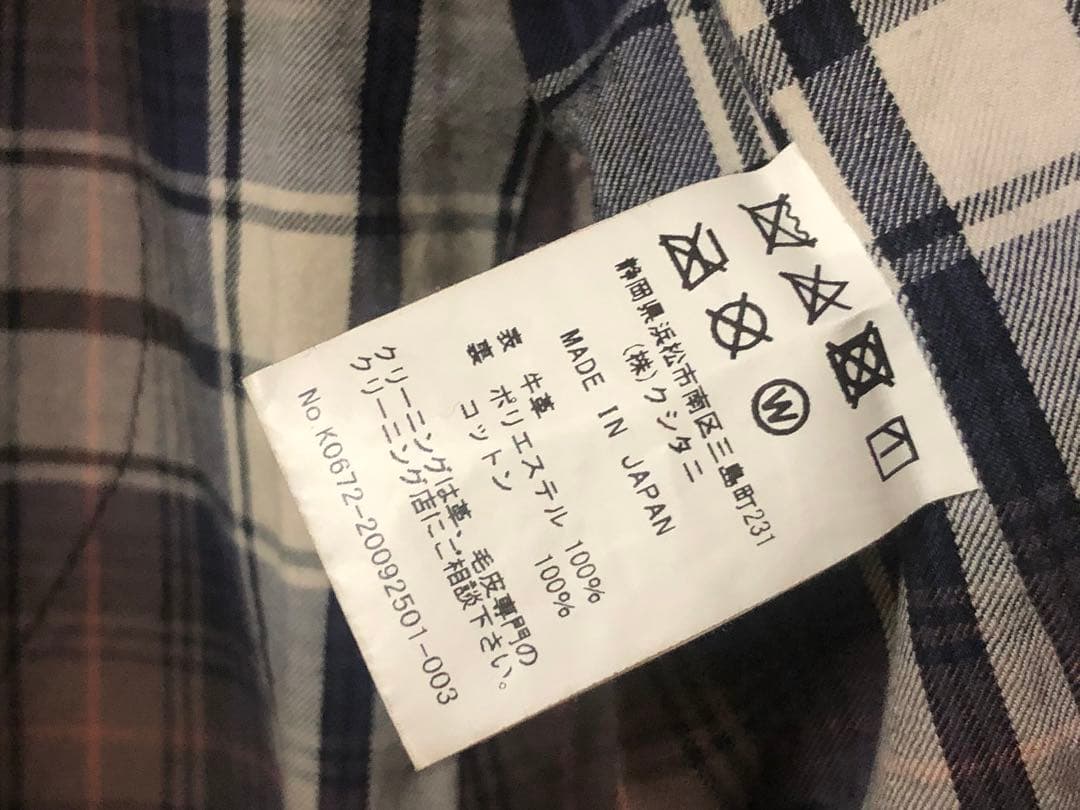 W
静岡県浜松市南区三島町231
(株)クシタニ
MADE IN JAPAN
表 牛革
裏 ポリエステル 100%
コットン 100%
クリーニングは革、毛皮専門の
クリーニング店にご相談下さい。
No.K0672-20092501-003